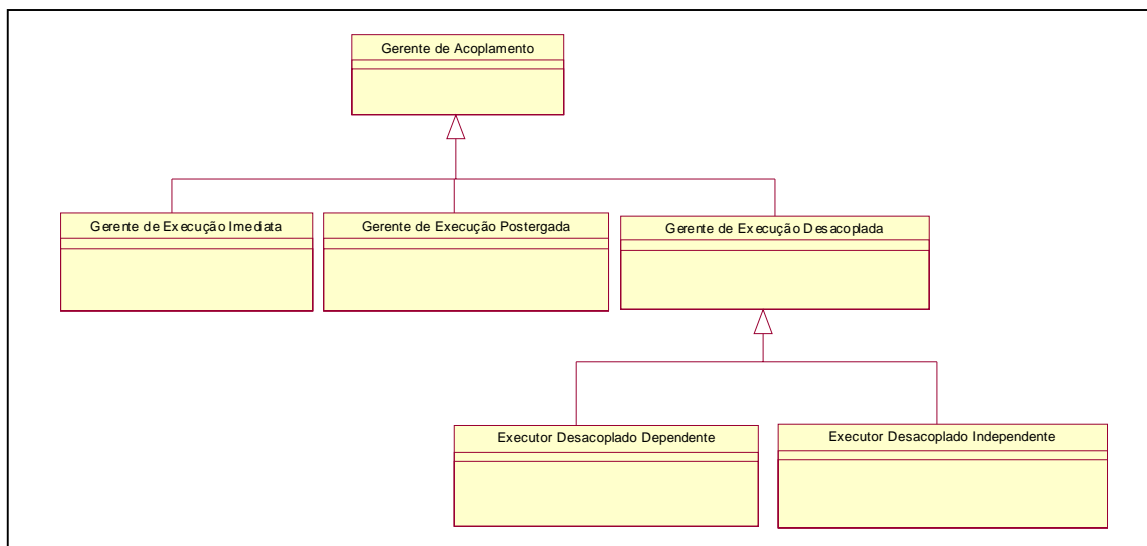 Gerente de Acoplamento
Gerente de Execução Imediata
Gerente de Execução Postergada
Gerente de Execução Desacoplada
Executor Desacoplado Dependente
Executor Desacoplado Independente